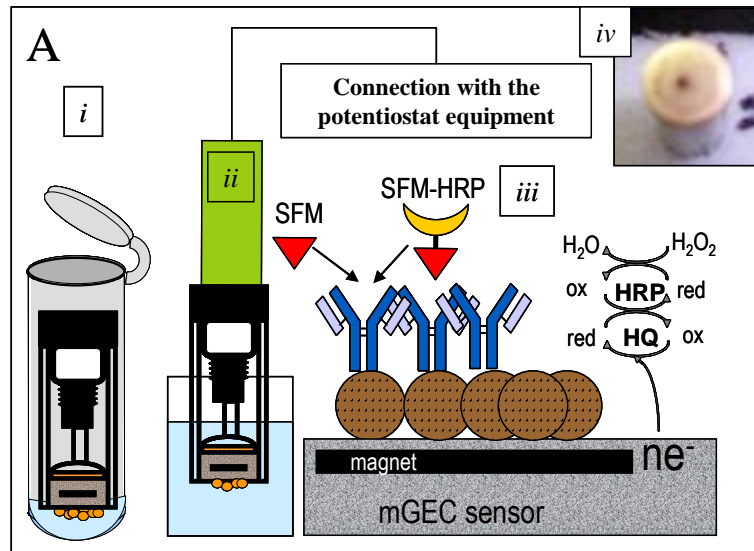 A
i
ii
iii
iv
Connection with the
potentiostat equipment
SFM
SFM-HRP
H₂O
H₂O₂
ox
HRP
red
red
HQ
ox
magnet
ne⁻
mGEC sensor